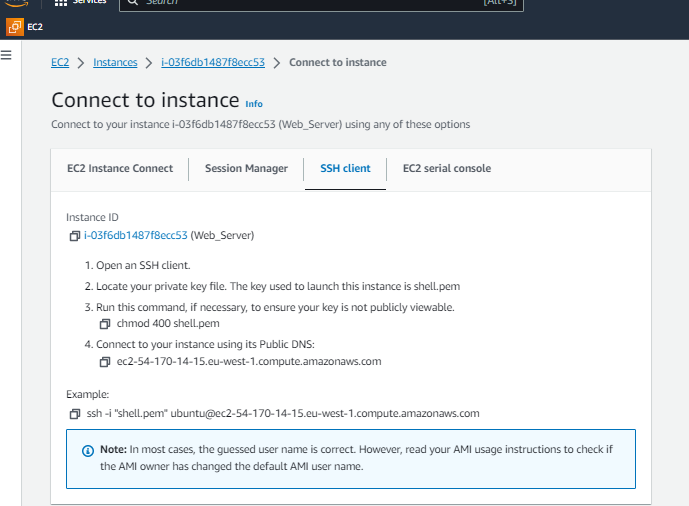 Services
Search
[Alt+S]
EC2
EC2 > Instances > i-03f6db1487f8ecc53 > Connect to instance
Connect to instance Info
Connect to your instance i-03f6db1487f8ecc53 (Web_Server) using any of these options
EC2 Instance Connect
Session Manager
SSH client
EC2 serial console
Instance ID
i-03f6db1487f8ecc53 (Web_Server)
1. Open an SSH client.
2. Locate your private key file. The key used to launch this instance is shell.pem
3. Run this command, if necessary, to ensure your key is not publicly viewable.
chmod 400 shell.pem
4. Connect to your instance using its Public DNS:
ec2-54-170-14-15.eu-west-1.compute.amazonaws.com
Example:
ssh -i "shell.pem" ubuntu@ec2-54-170-14-15.eu-west-1.compute.amazonaws.com
Note: In most cases, the guessed user name is correct. However, read your AMI usage instructions to check if
the AMI owner has changed the default AMI user name.